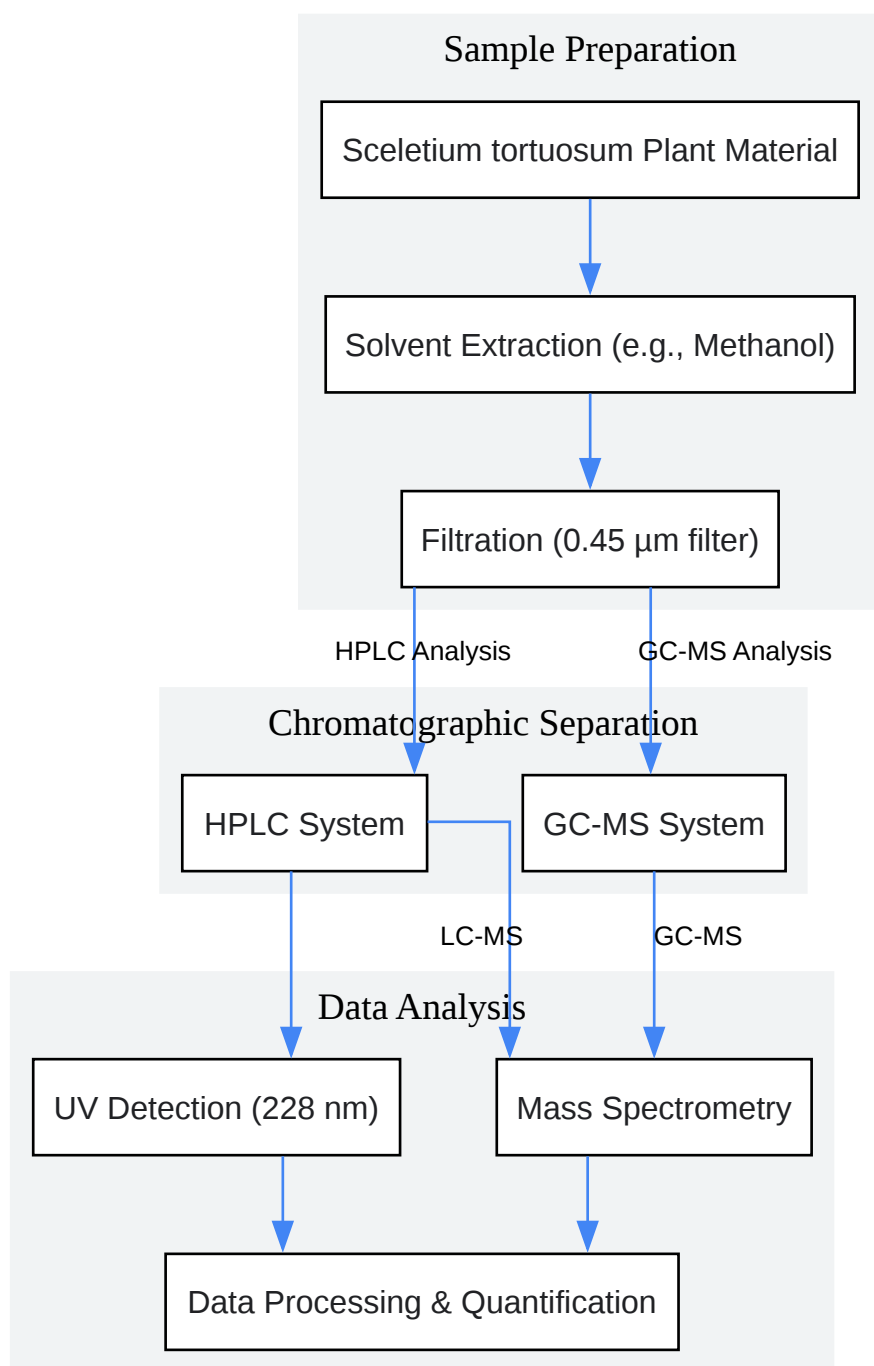 Sample Preparation
Sceletium tortuosum Plant Material
Solvent Extraction (e.g., Methanol)
Filtration (0.45 µm filter)
HPLC Analysis
GC-MS Analysis
Chromatographic Separation
HPLC System
GC-MS System
LC-MS
GC-MS
Data Analysis
UV Detection (228 nm)
Mass Spectrometry
Data Processing & Quantification